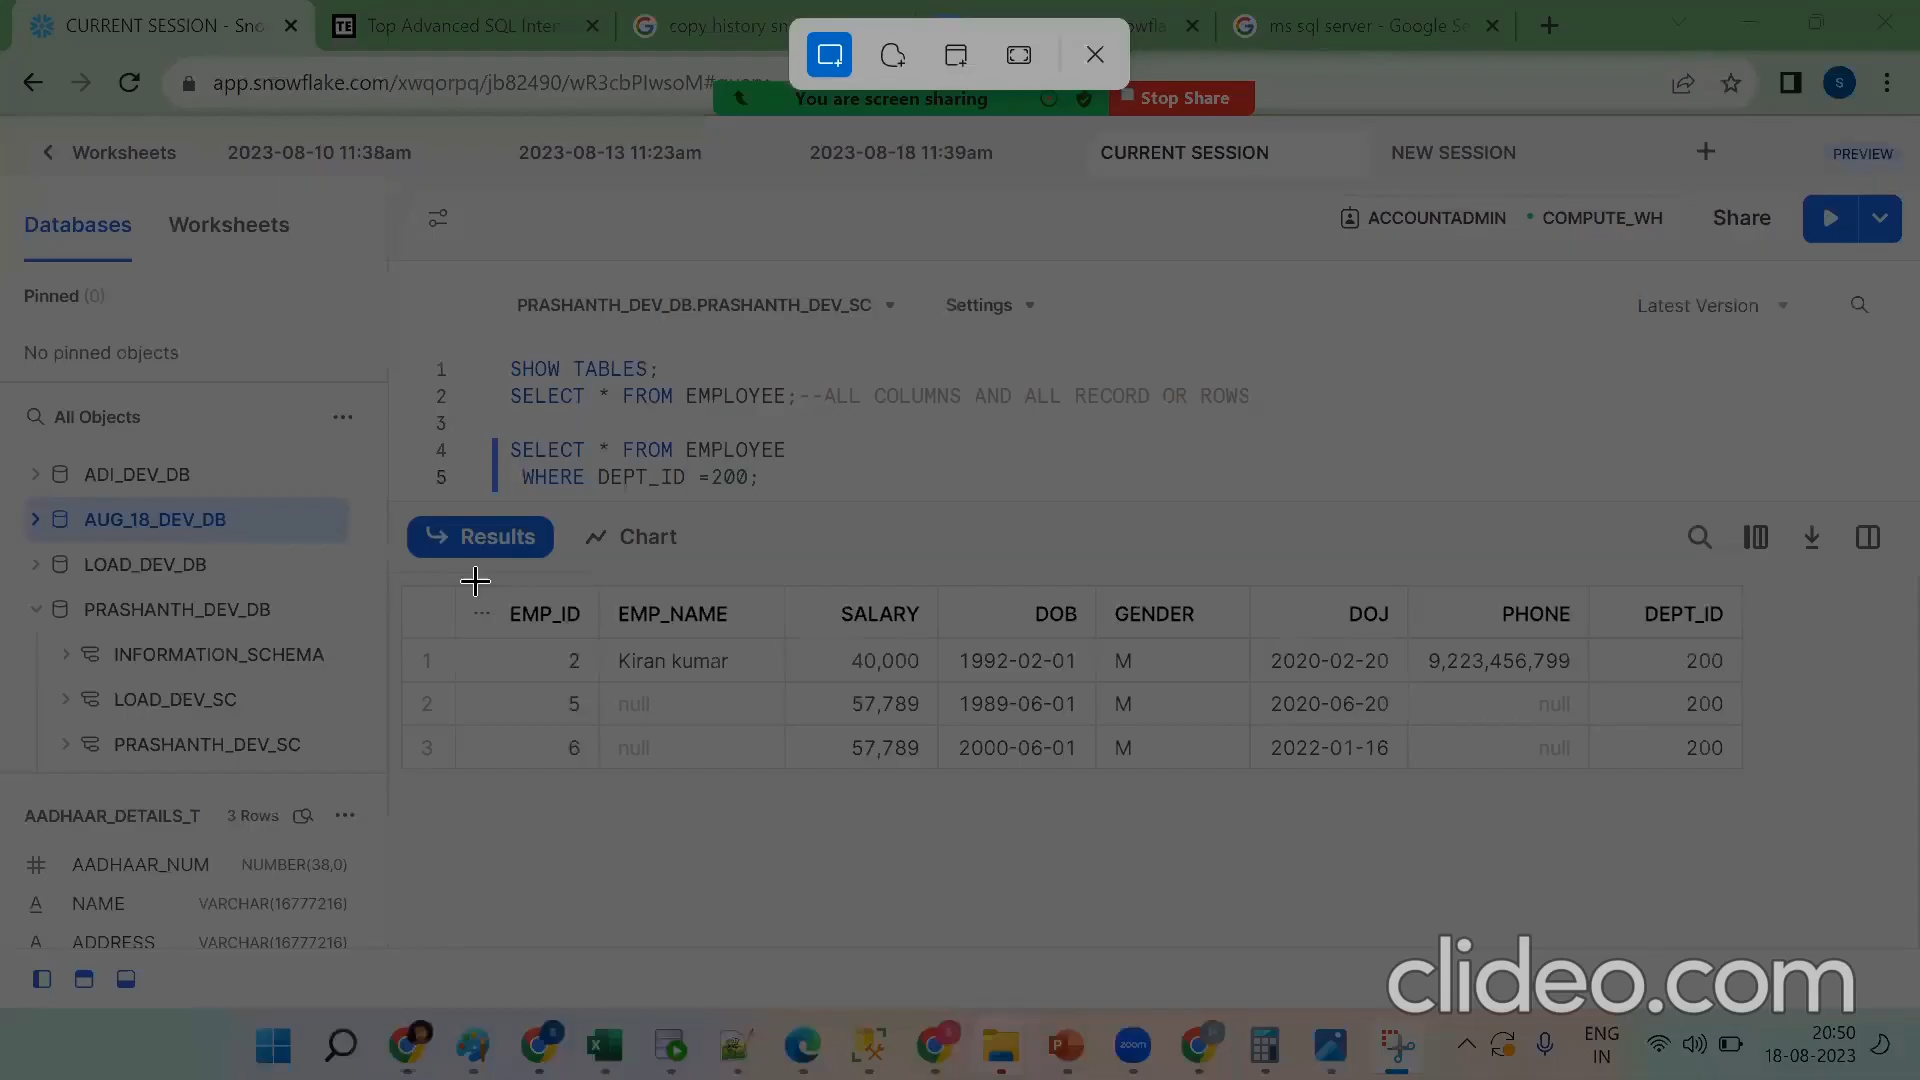 CURRENT SESSION - Sno
Top Advanced SQL Inter
copy history sn
owfla
ms sql server - Google Se
app.snowflake.com/xwqorpq/jb82490/wR3cbPIwsoM#query
You are screen sharing
Stop Share
Worksheets
2023-08-10 11:38am
2023-08-13 11:23am
2023-08-18 11:39am
CURRENT SESSION
NEW SESSION
PREVIEW
Databases
Worksheets
ACCOUNTADMIN
COMPUTE_WH
Share
Pinned (0)
PRASHANTH_DEV_DB.PRASHANTH_DEV_SC
Settings
Latest Version
No pinned objects
1 SHOW TABLES;
2 SELECT * FROM EMPLOYEE;--ALL COLUMNS AND ALL RECORD OR ROWS
3
4 SELECT * FROM EMPLOYEE
5 WHERE DEPT_ID =200;
All Objects
ADI_DEV_DB
AUG_18_DEV_DB
LOAD_DEV_DB
PRASHANTH_DEV_DB
INFORMATION_SCHEMA
LOAD_DEV_SC
PRASHANTH_DEV_SC
Results
Chart
EMP_ID EMP_NAME SALARY DOB GENDER DOJ PHONE DEPT_ID
1 2 Kiran kumar 40,000 1992-02-01 M 2020-02-20 9,223,456,799 200
2 5 null 57,789 1989-06-01 M 2020-06-20 null 200
3 6 null 57,789 2000-06-01 M 2022-01-16 null 200
AADHAAR_DETAILS_T 3 Rows
AADHAAR_NUM NUMBER(38,0)
NAME VARCHAR(16777216)
ADDRESS VARCHAR(16777216)
clideo.com
zoom
ENG
IN
20:50
18-08-2023